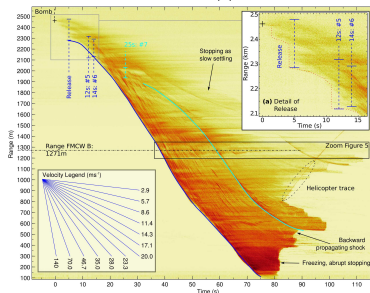 Bomb
2500
2400
2300
2200
2100
2000
1900
1800
1700
1600
1500
1400
1300
1200
1100
1000
900
800
700
600
500
400
300
200
100
Range (m)
Release
12s: #5
14s: #6
25s: #7
Stopping as
slow settling
Range FMCW B:
1271m
Zoom Figure 5
Helicopter trace
Backward
propagating shock
Freezing, abrupt stopping
Velocity Legend (ms⁻¹)
2.9
5.7
8.6
11.4
14.3
17.1
20.0
23.3
28.0
35.0
46.7
70.0
140
0 10 20 30 40 50 60 70 80 90 100 110
Time (s)
2.5
2.4
2.3
2.2
2.1
Range (km)
Release
12s: #5
14s: #6
(a) Detail of
Release
0 5 10 15
Time (s)